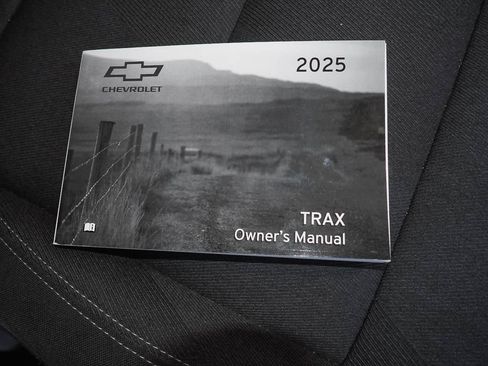 2025
CHEVROLET
TRAX
Owner's Manual